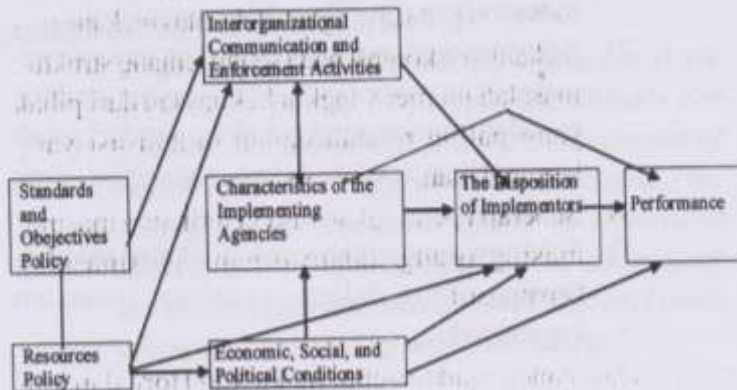 Interorganizational
Communication and
Enforcement Activities
Standards
and
Obejectives
Policy
Characteristics of the
Implementing
Agencies
The Disposition
of Implementors
Performance
Resources
Policy
Economic, Social, and
Political Conditions